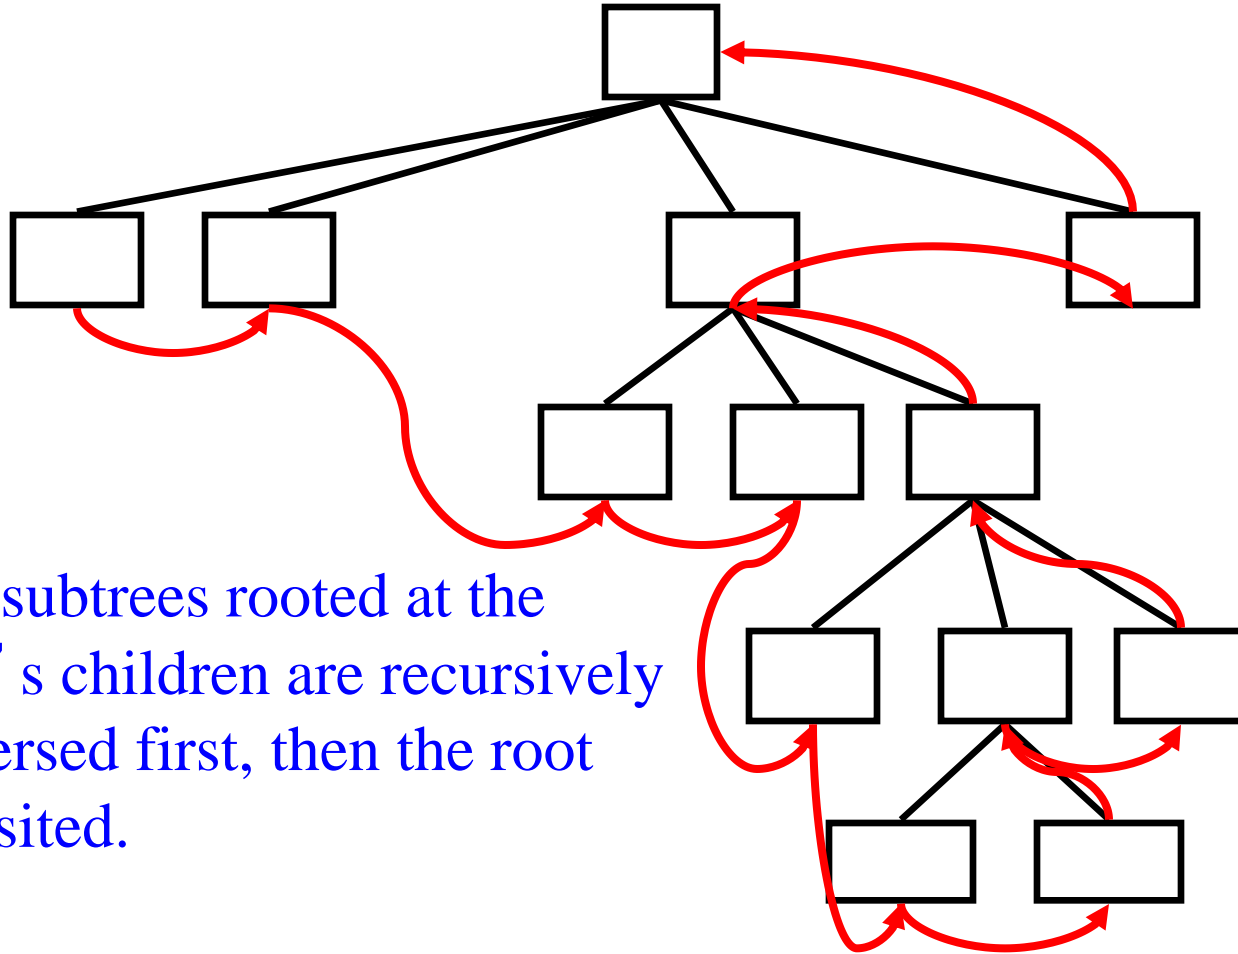 subtrees rooted at the
’s children are recursively
ersed first, then the root
sited.